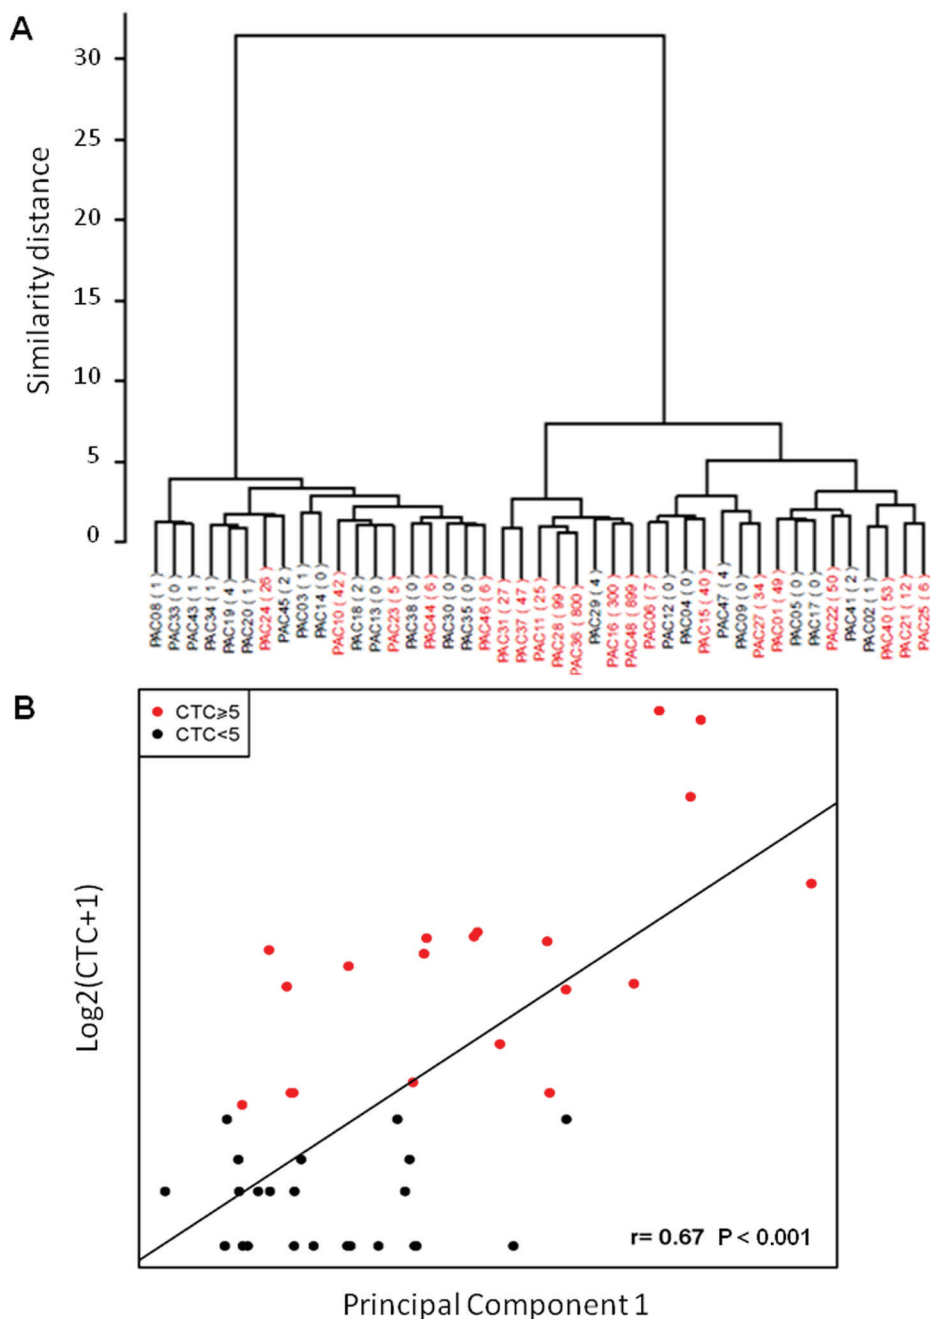 A
Similarity distance
30
25
20
15
10
5
0
PAC08 ( 1 )
PAC33 ( 0 )
PAC43 ( 1 )
PAC34 ( 1 )
PAC19 ( 4 )
PAC20 ( 1 )
PAC24 ( 26 )
PAC45 ( 2 )
PAC03 ( 1 )
PAC14 ( 0 )
PAC10 ( 42 )
PAC18 ( 2 )
PAC13 ( 0 )
PAC23 ( 5 )
PAC38 ( 0 )
PAC44 ( 6 )
PAC30 ( 0 )
PAC35 ( 0 )
PAC46 ( 6 )
PAC31 ( 27 )
PAC37 ( 47 )
PAC11 ( 25 )
PAC28 ( 99 )
PAC36 ( 800 )
PAC29 ( 4 )
PAC16 ( 300 )
PAC48 ( 899 )
PAC06 ( 7 )
PAC12 ( 0 )
PAC04 ( 0 )
PAC15 ( 40 )
PAC47 ( 4 )
PAC09 ( 0 )
PAC27 ( 34 )
PAC01 ( 49 )
PAC05 ( 0 )
PAC17 ( 0 )
PAC22 ( 50 )
PAC41 ( 2 )
PAC02 ( 1 )
PAC40 ( 53 )
PAC21 ( 12 )
PAC25 ( 6 )
B
CTC⩾5
CTC<5
Log2(CTC+1)
r= 0.67 P < 0.001
Principal Component 1